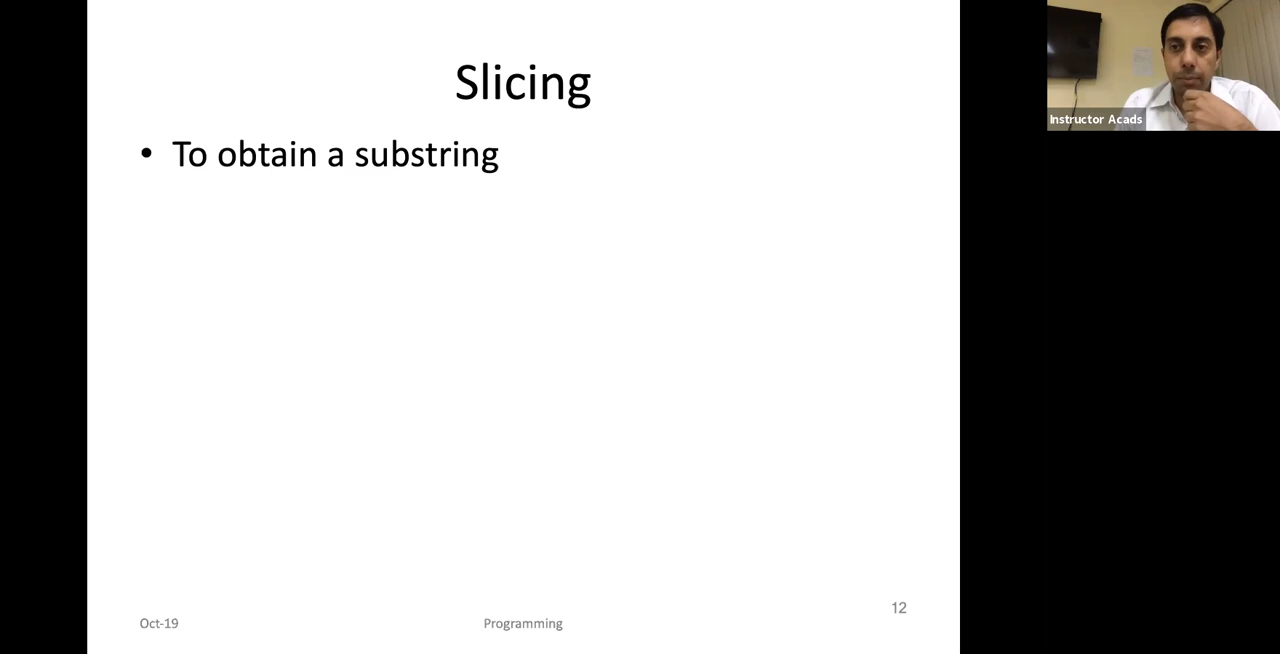 Slicing
• To obtain a substring
Oct-19
Programming
12
Instructor Acads